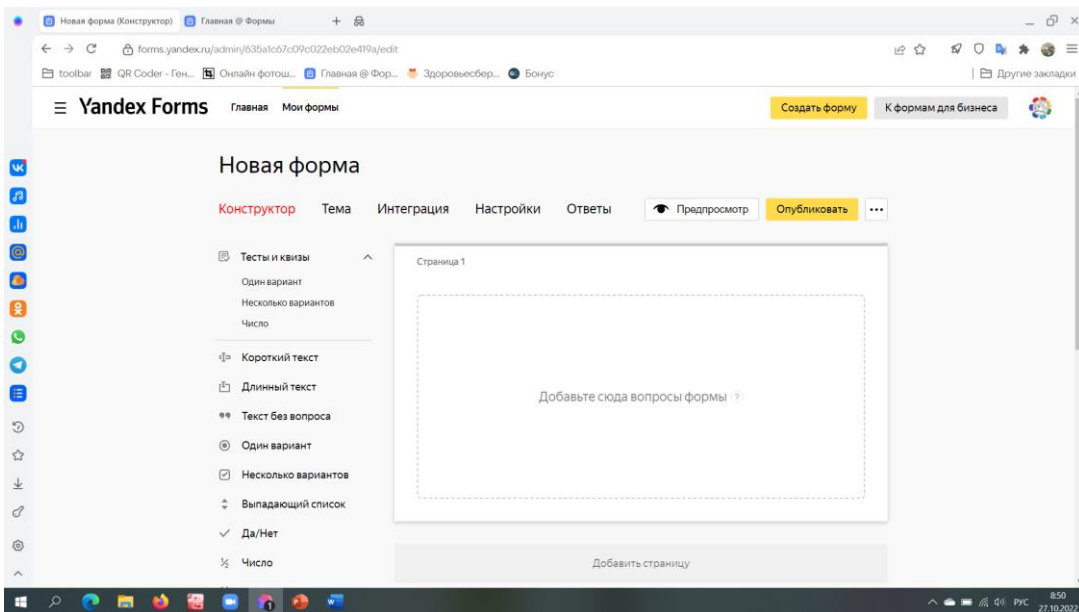 Новая форма (Конструктор)
Главная @ Формы
forms.yandex.ru/admin/635a1c67c09c022eb02e4f9a/edit
toolbar
QR Coder - Ген...
Онлайн фотош...
Главная @ Фор...
Здоровьесбер...
Бонус
Другие закладки
Yandex Forms
Главная
Мои формы
Создать форму
К формам для бизнеса
Новая форма
Конструктор
Тема
Интеграция
Настройки
Ответы
Предпросмотр
Опубликовать
Тесты и квизы
Один вариант
Несколько вариантов
Число
Короткий текст
Длинный текст
Текст без вопроса
Один вариант
Несколько вариантов
Выпадающий список
Да/Нет
Число
Страница 1
Добавьте сюда вопросы формы ?
Добавить страницу
РУС
8:50
27.10.2022